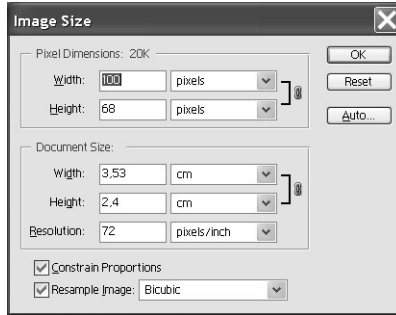 Image Size
Pixel Dimensions: 20K
OK
Width: 100 pixels
Reset
Height: 68 pixels
Auto...
Document Size:
Width: 3,53 cm
Height: 2,4 cm
Resolution: 72 pixels/inch
Constrain Proportions
Resample Image: Bicubic